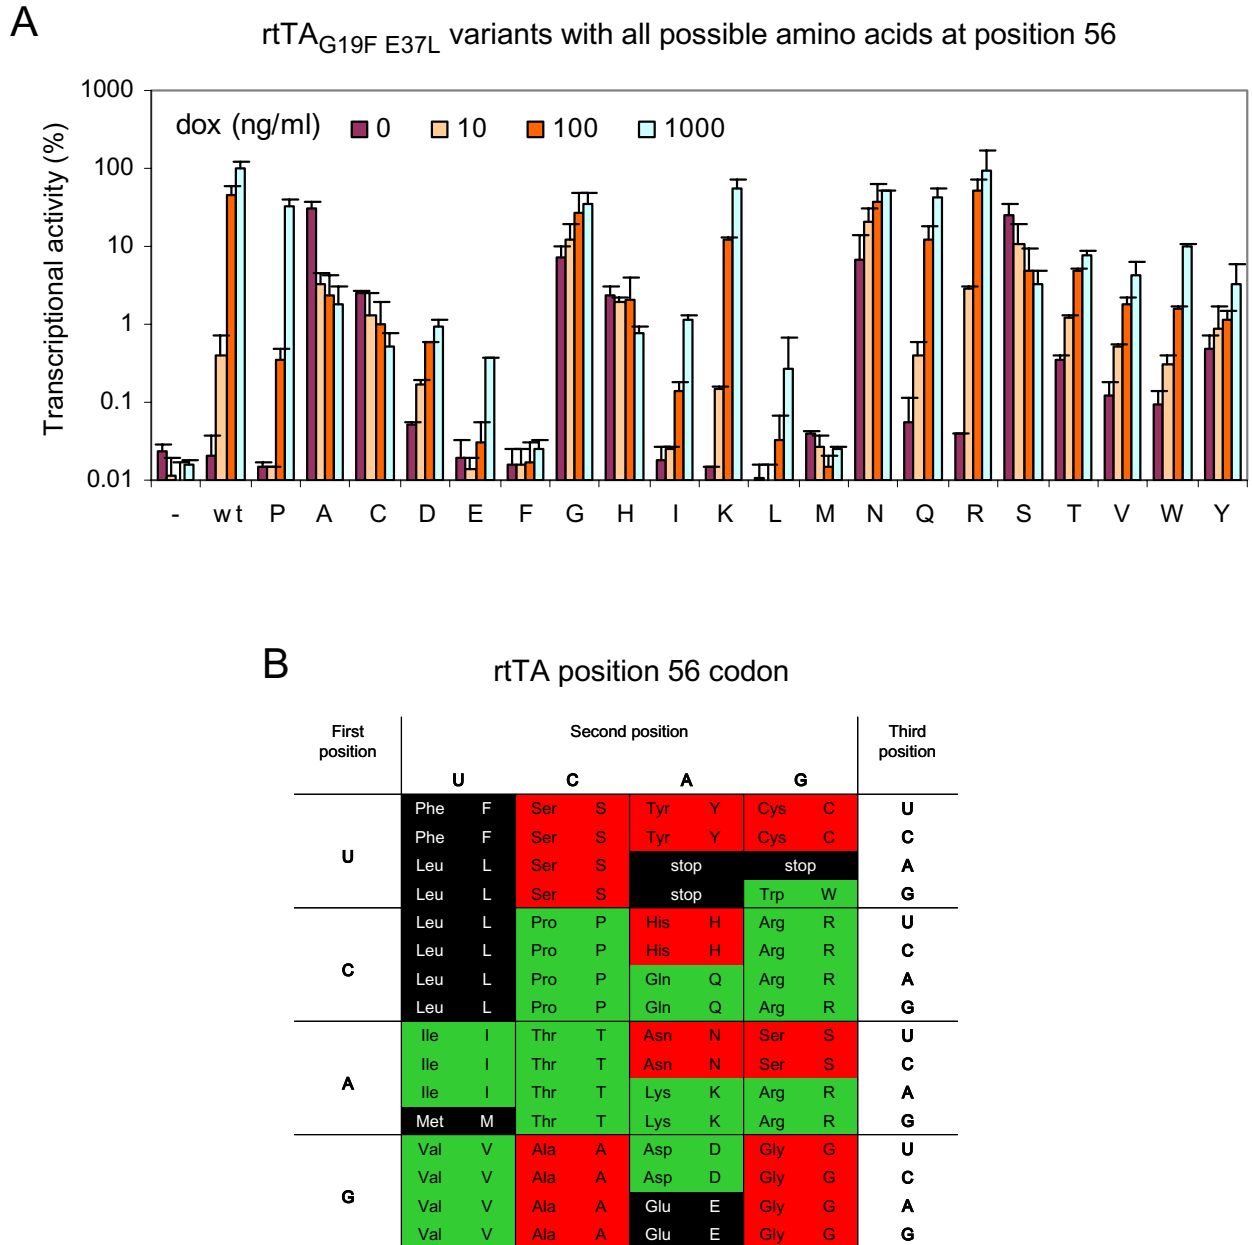 A
rtTA G19F E37L variants with all possible amino acids at position 56
1000
100
10
1
0.1
0.01
Transcriptional activity (%)
dox (ng/ml) 0 10 100 1000
- wt P A C D E F G H I K L M N Q R S T V W Y
B
rtTA position 56 codon
First position
Second position
Third position
U C A G
U
Phe F Ser S Tyr Y Cys C U
Phe F Ser S Tyr Y Cys C C
Leu L Ser S stop stop A
Leu L Ser S stop Trp W G
C
Leu L Pro P His H Arg R U
Leu L Pro P His H Arg R C
Leu L Pro P Gln Q Arg R A
Leu L Pro P Gln Q Arg R G
A
Ile I Thr T Asn N Ser S U
Ile I Thr T Asn N Ser S C
Ile I Thr T Lys K Arg R A
Met M Thr T Lys K Arg R G
G
Val V Ala A Asp D Gly G U
Val V Ala A Asp D Gly G C
Val V Ala A Glu E Gly G A
Val V Ala A Glu E Gly G G